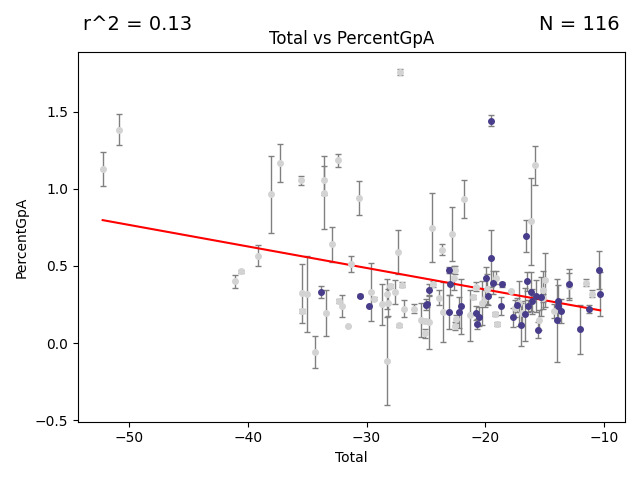 r^2 = 0.13
N = 116
Total vs PercentGpA
PercentGpA
1.5
1.0
0.5
0.0
−0.5
−50
−40
−30
−20
−10
Total